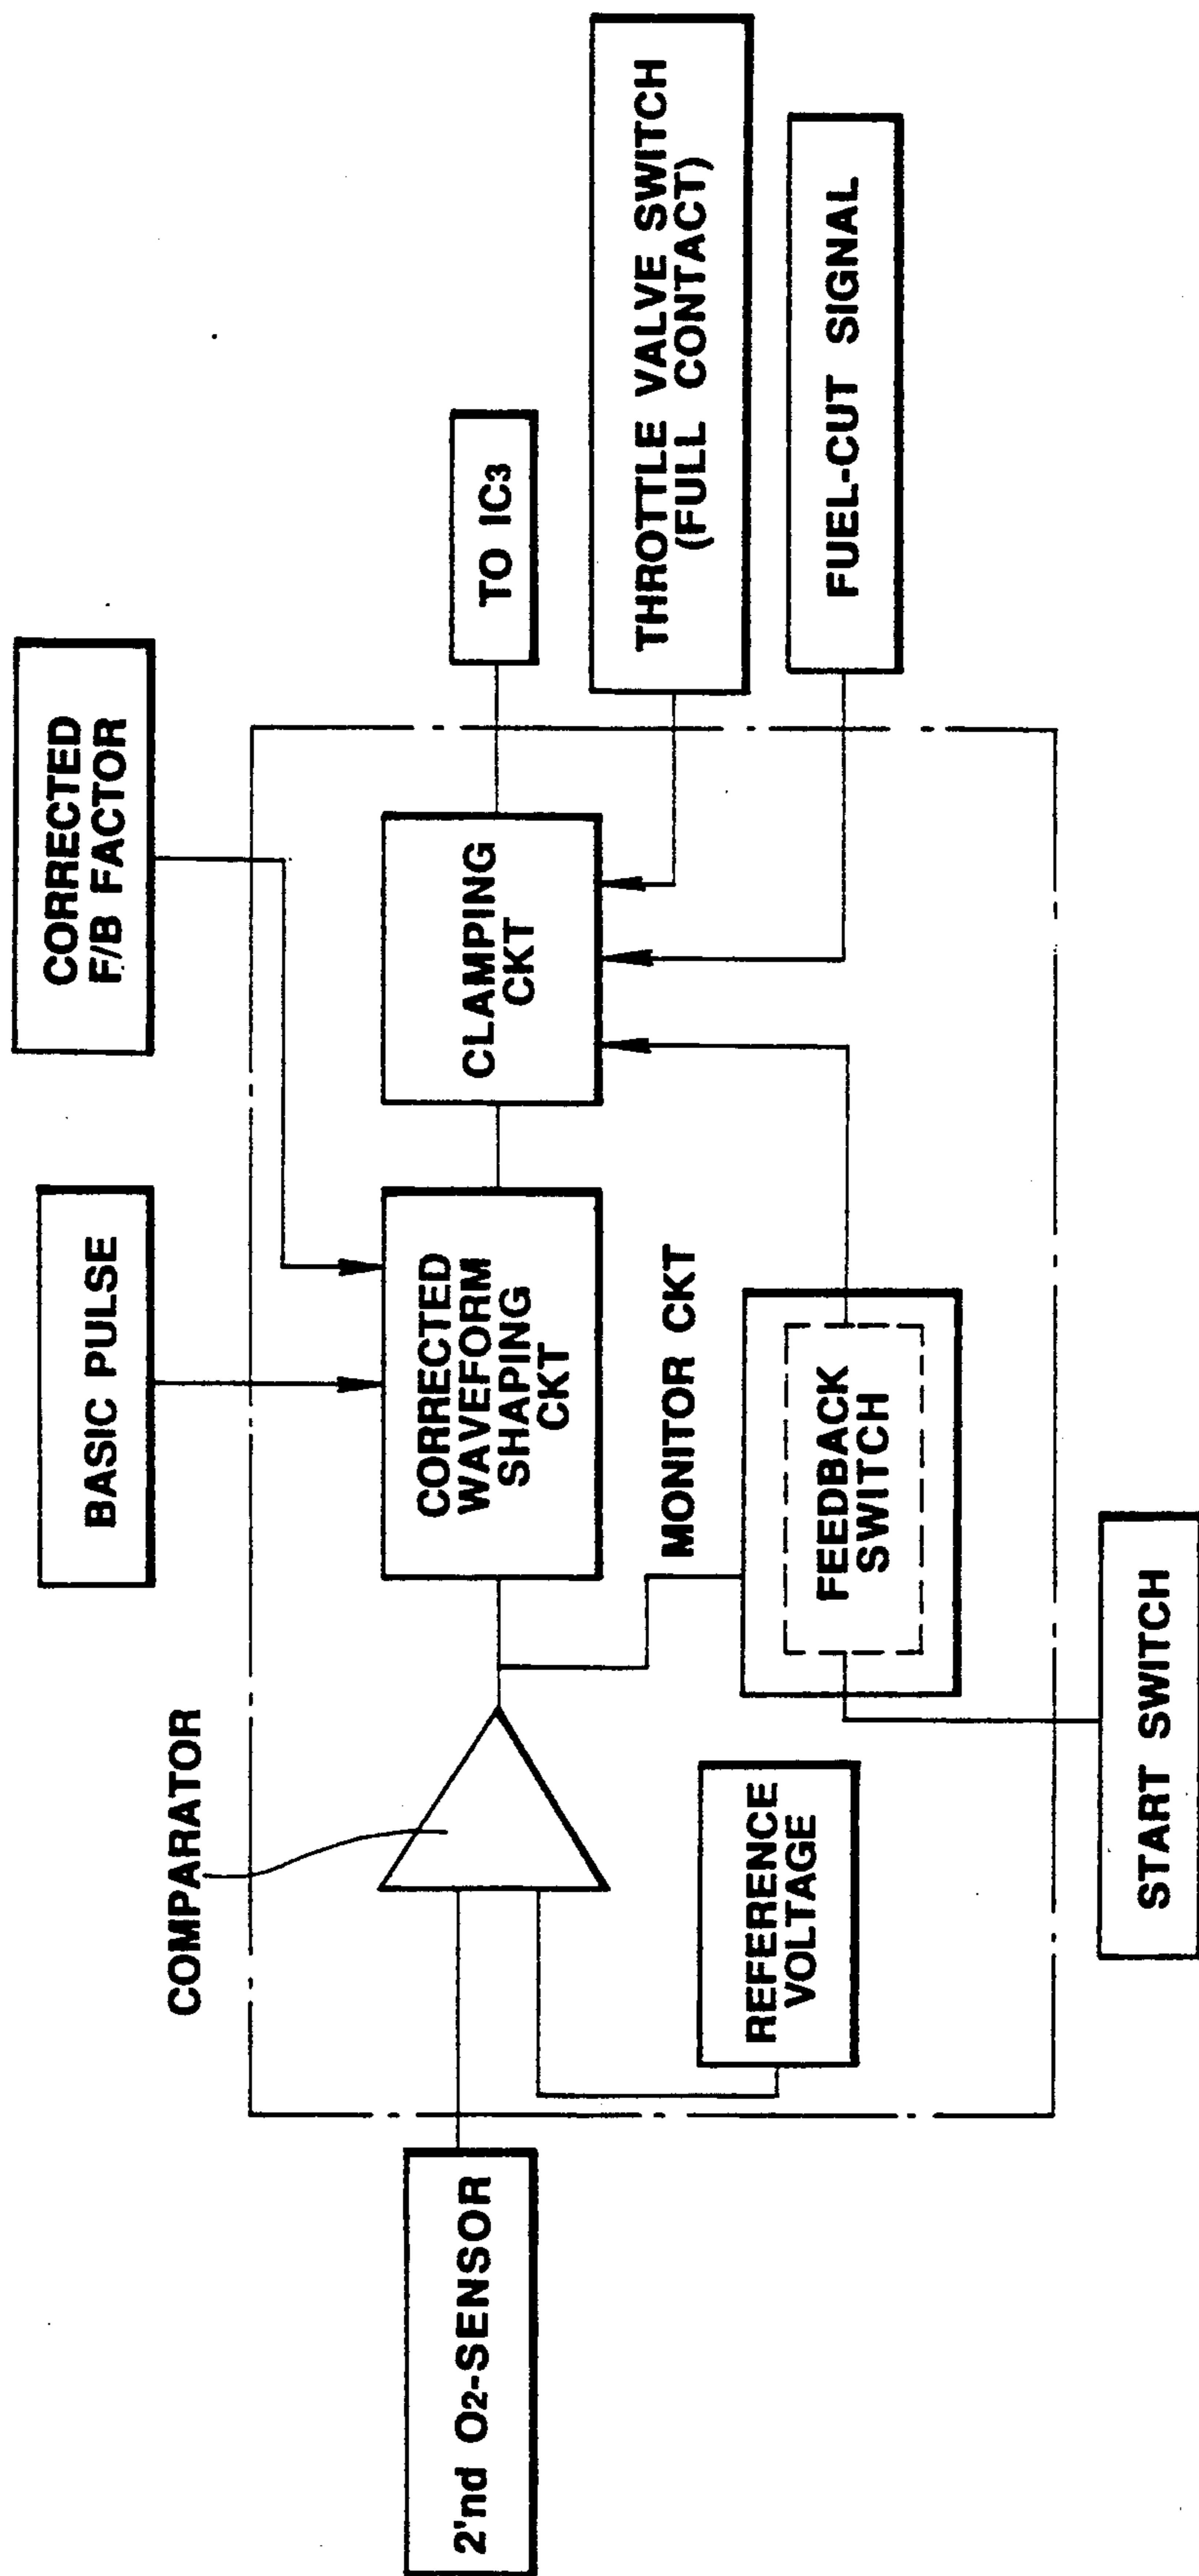 CORRECTED
F/B FACTOR
BASIC PULSE
COMPARATOR
TO IC3
2'nd O2-SENSOR
CORRECTED
WAVEFORM
SHAPING
CKT
CLAMPING
CKT
THROTTLE VALVE SWITCH
(FULL CONTACT)
MONITOR CKT
REFERENCE
VOLTAGE
FEEDBACK
SWITCH
FUEL-CUT SIGNAL
START SWITCH